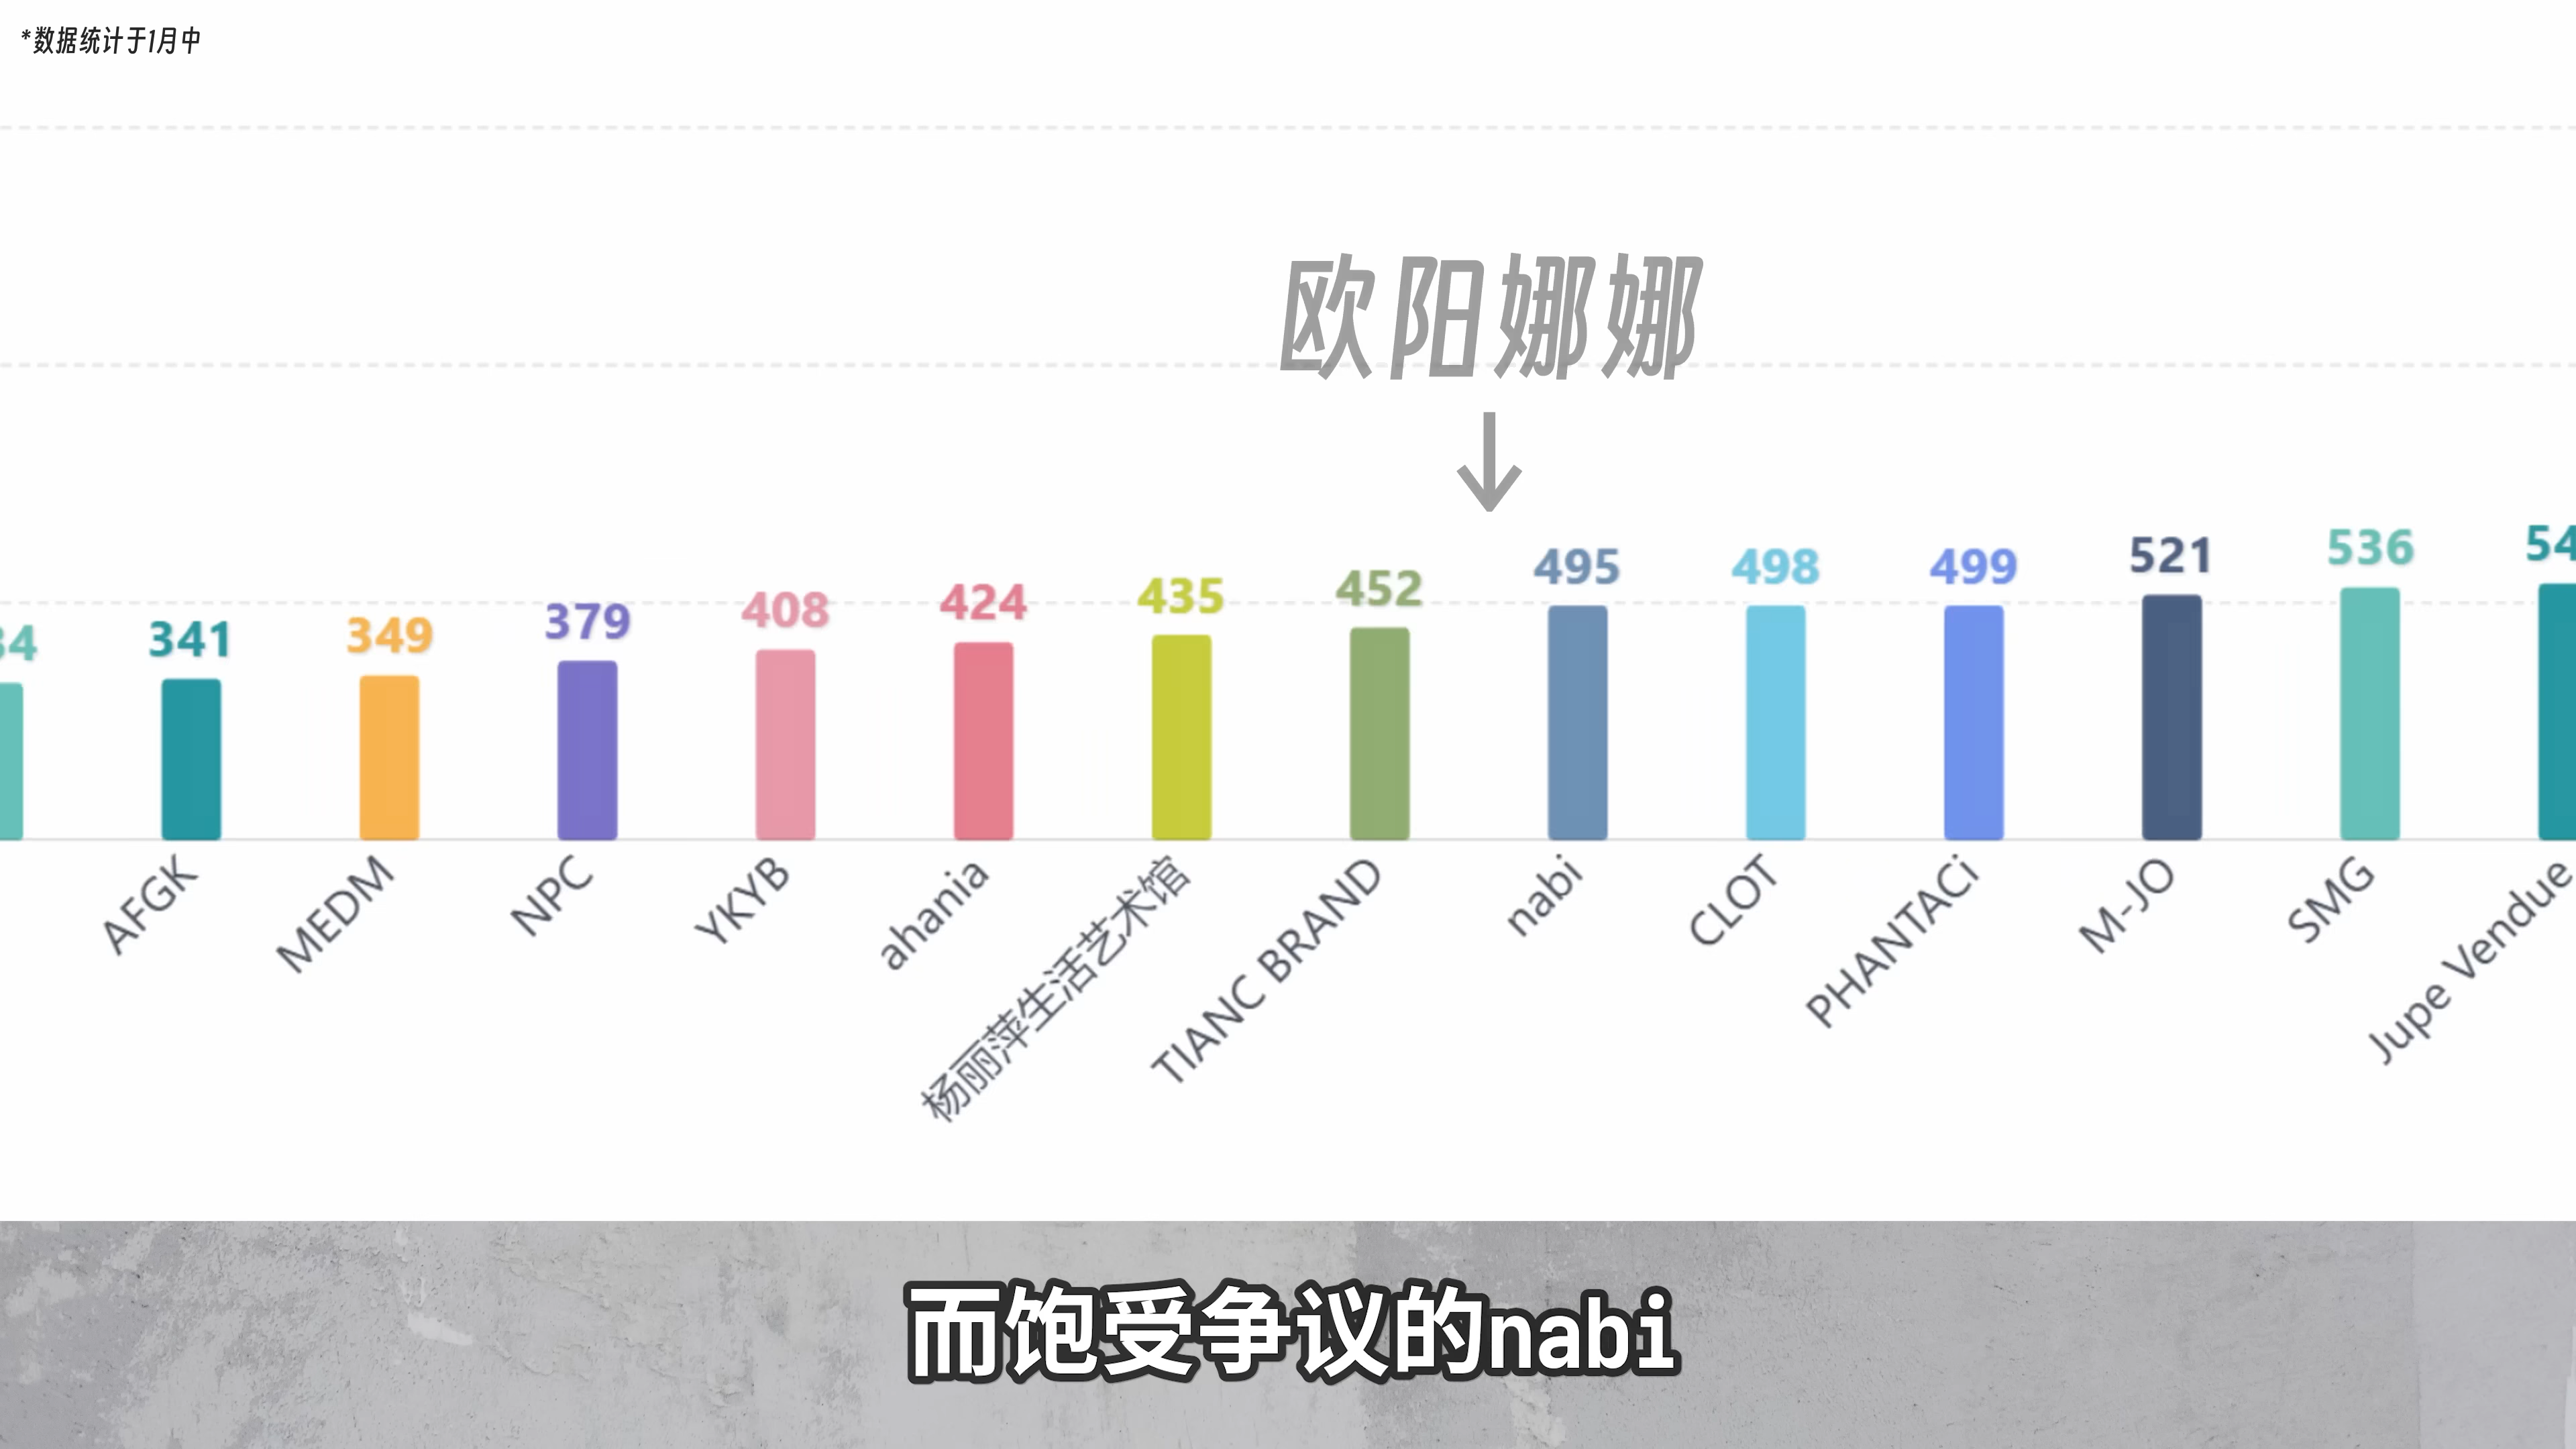 *数据统计于1月中
欧阳娜娜
34 341 349 379 408 424 435 452 495 498 499 521 536 54
AFGK MEDM NPC YKYB ahania 杨丽萍生活艺术馆 TIANC BRAND nabi CLOT PHANTACi M-JO SMG Jupe Vendue
而饱受争议的nabi